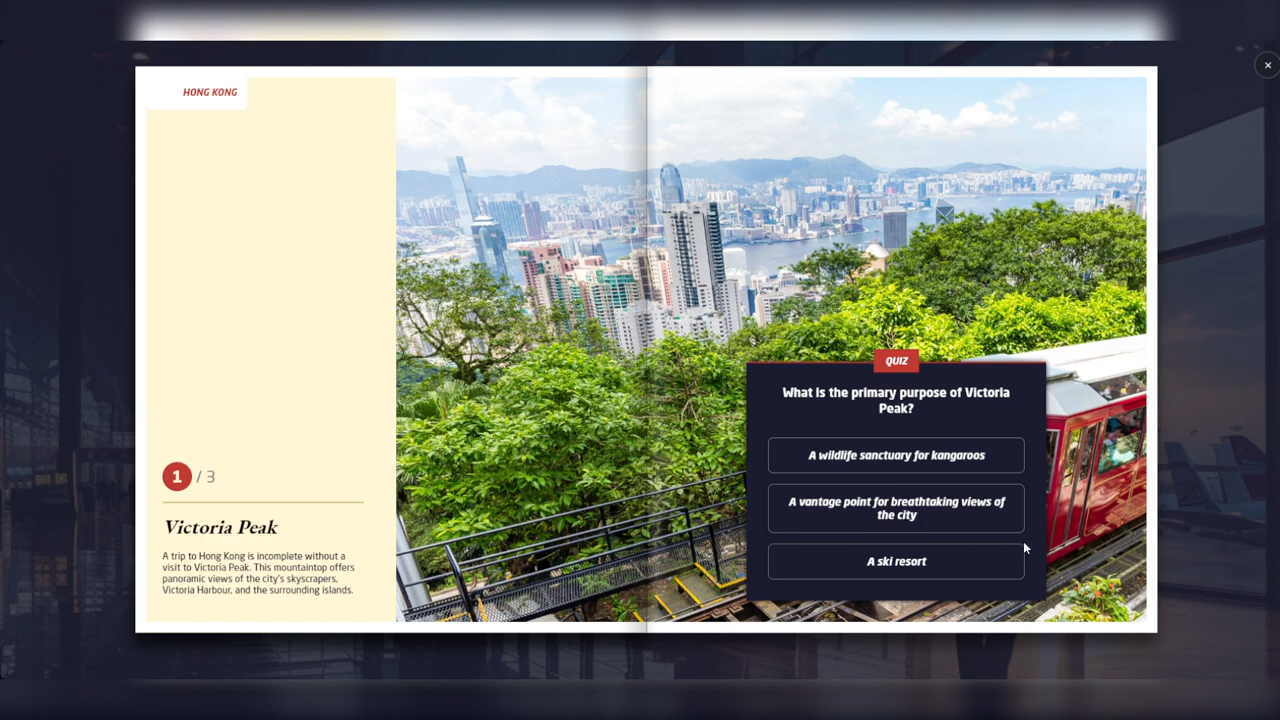 HONG KONG
1 / 3
Victoria Peak
A trip to Hong Kong is incomplete without a
visit to Victoria Peak. This mountaintop offers
panoramic views of the city's skyscrapers,
Victoria Harbour, and the surrounding islands.
QUIZ
What is the primary purpose of Victoria
Peak?
A wildlife sanctuary for kangaroos
A vantage point for breathtaking views of
the city
A ski resort